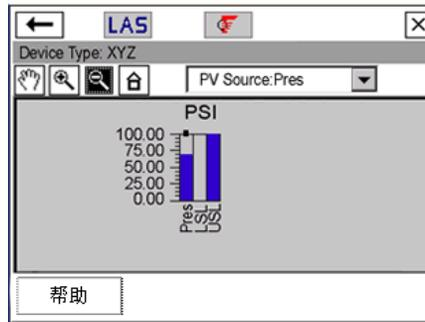 LAS
Device Type: XYZ
PV Source:Pres
PSI
100.00
75.00
50.00
25.00
0.00
Pres
LSL
USL
帮助